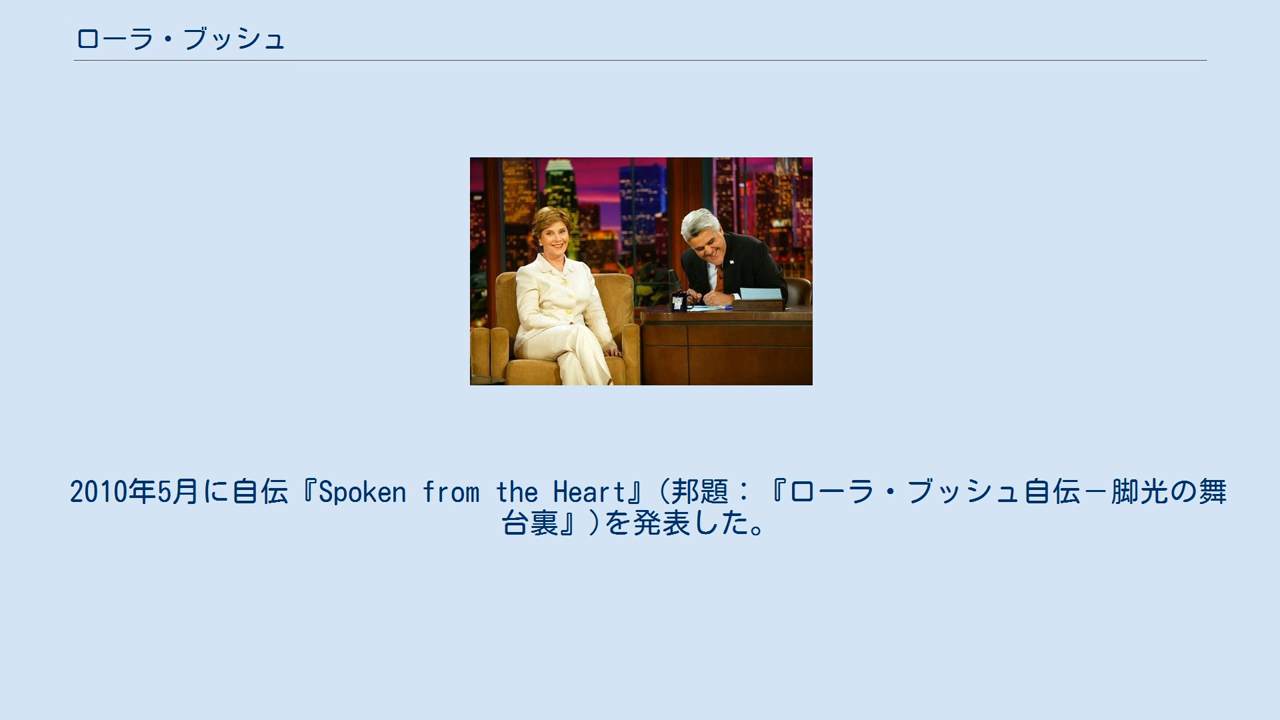 ローラ・ブッシュ
2010年5月に自伝『Spoken from the Heart』(邦題：『ローラ・ブッシュ自伝－脚光の舞
台裏』)を発表した。